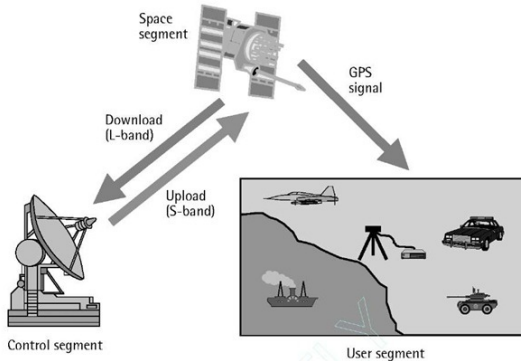 Space
segment
GPS
signal
Download
(L-band)
Upload
(S-band)
Control segment
User segment